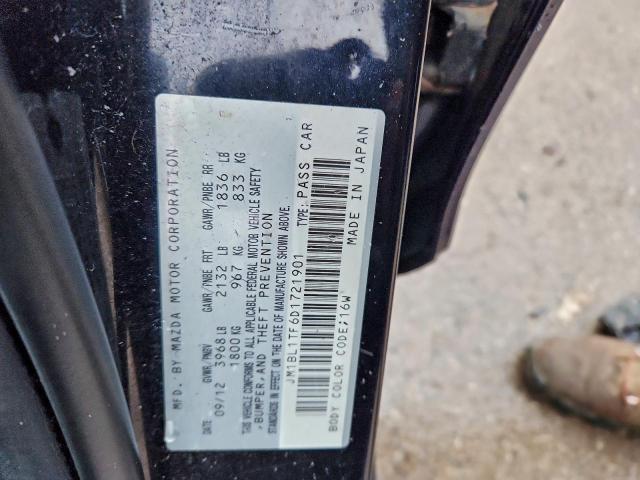 MFD. BY MAZDA MOTOR CORPORATION
DATE GVWR/PNBV GAWR/PNBE FRT GAWR/PNBE RR
09/12 3968 LB 2132 LB 1836 LB
1800 KG 967 KG 833 KG
THIS VEHICLE CONFORMS TO ALL APPLICABLE FEDERAL MOTOR VEHICLE SAFETY
,BUMPER,AND THEFT PREVENTION
STANDARDS IN EFFECT ON THE DATE OF MANUFACTURE SHOWN ABOVE.
JM1BL1TF6D1721901 TYPE: PASS CAR
BODY COLOR CODE;16W MADE IN JAPAN